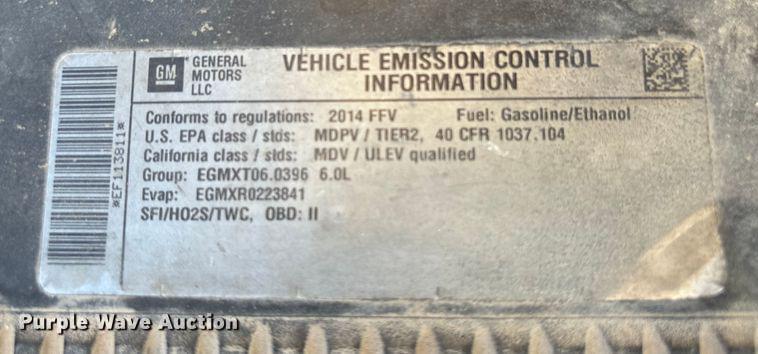 GM
GENERAL
MOTORS
LLC
VEHICLE EMISSION CONTROL
INFORMATION
*EF113811*
Conforms to regulations: 2014 FFV Fuel: Gasoline/Ethanol
U.S. EPA class / stds: MDPV / TIER2, 40 CFR 1037.104
California class / stds: MDV / ULEV qualified
Group: EGMXT06.0396 6.0L
Evap: EGMXR0223841
SFI/HO2S/TWC, OBD: II
Purple Wave Auction